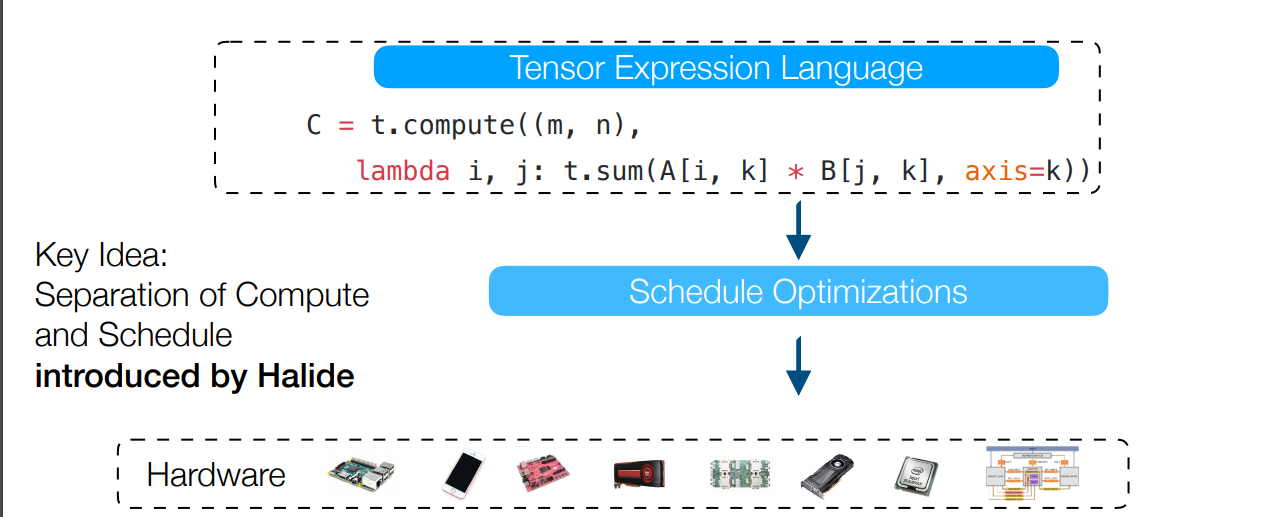 Tensor Expression Language
C = t.compute((m, n),
lambda i, j: t.sum(A[i, k] * B[j, k], axis=k))
Key Idea:
Separation of Compute
and Schedule
introduced by Halide
Schedule Optimizations
Hardware